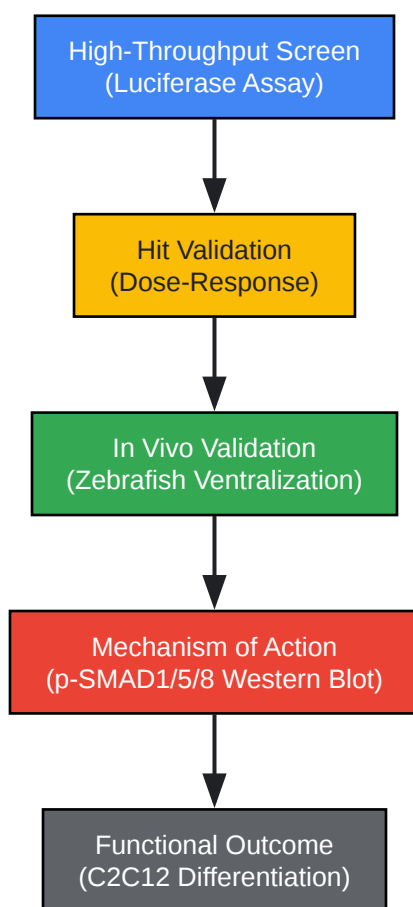 High-Throughput Screen
(Luciferase Assay)
Hit Validation
(Dose-Response)
In Vivo Validation
(Zebrafish Ventralization)
Mechanism of Action
(p-SMAD1/5/8 Western Blot)
Functional Outcome
(C2C12 Differentiation)